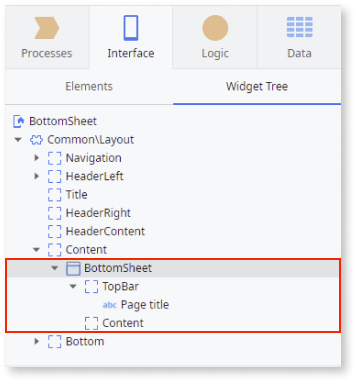 Processes
Interface
Logic
Data
Elements
Widget Tree
BottomSheet
Common\Layout
Navigation
HeaderLeft
Title
HeaderRight
HeaderContent
Content
BottomSheet
TopBar
abc Page title
Content
Bottom